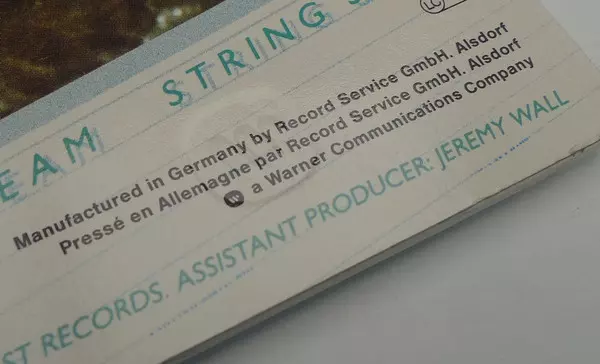 LC
EAM STRING S
Manufactured in Germany by Record Service GmbH. Alsdorf
Pressé en Allemagne par Record Service GmbH. Alsdorf
a Warner Communications Company
ST RECORDS. ASSISTANT PRODUCER: JEREMY WALL